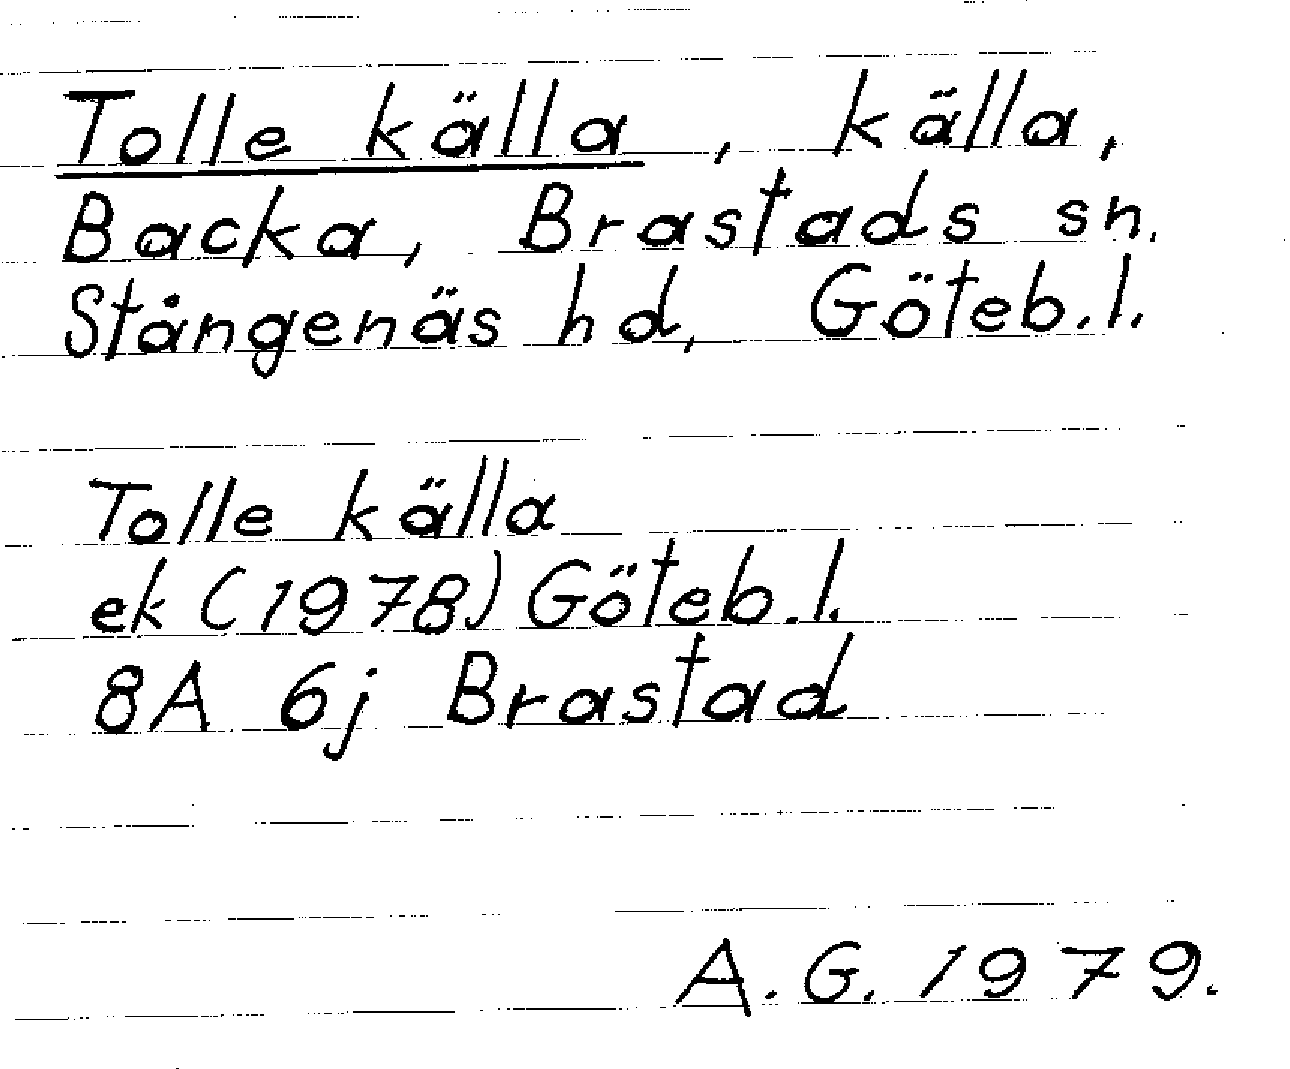 Tolle källa, källa,
Backa, Brastads sn.
Stångenäs hd, Göteb.l.
Tolle källa
ek (1978) Göteb.l.
8A 6j Brastad
A.G. 1979.